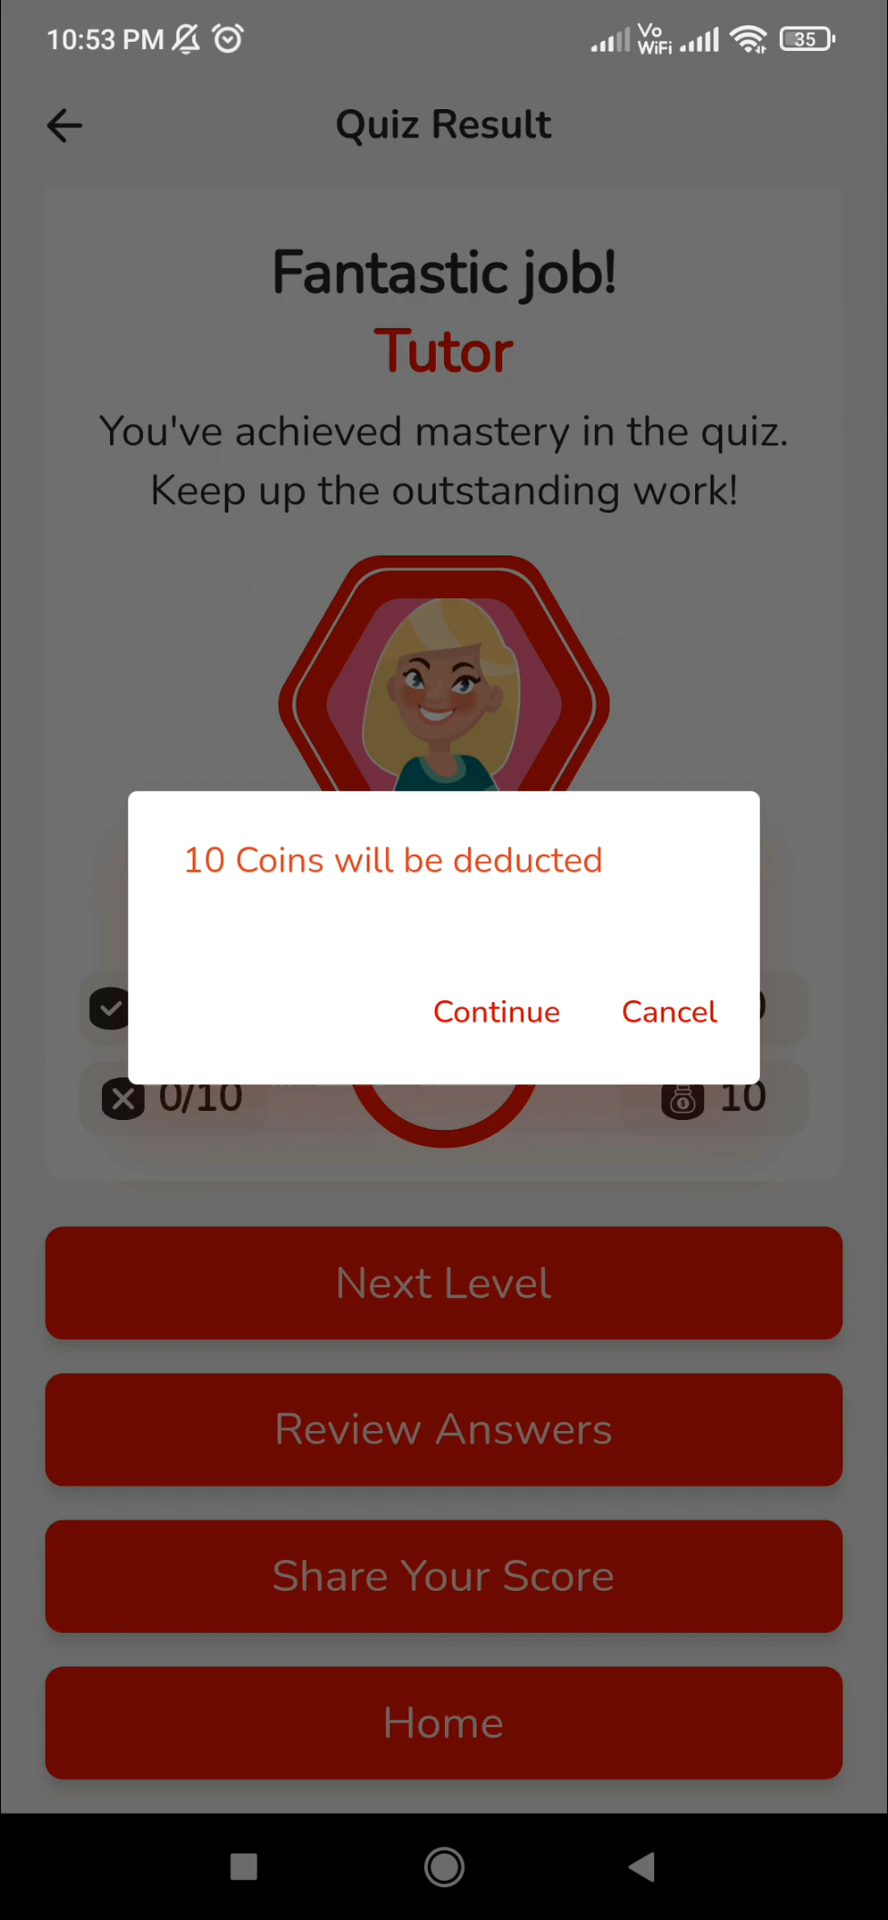 10:53 PM Vo WiFi 35
Quiz Result
Fantastic job!
Tutor
You've achieved mastery in the quiz.
Keep up the outstanding work!
10 Coins will be deducted
Continue Cancel
0/10 10
Next Level
Review Answers
Share Your Score
Home